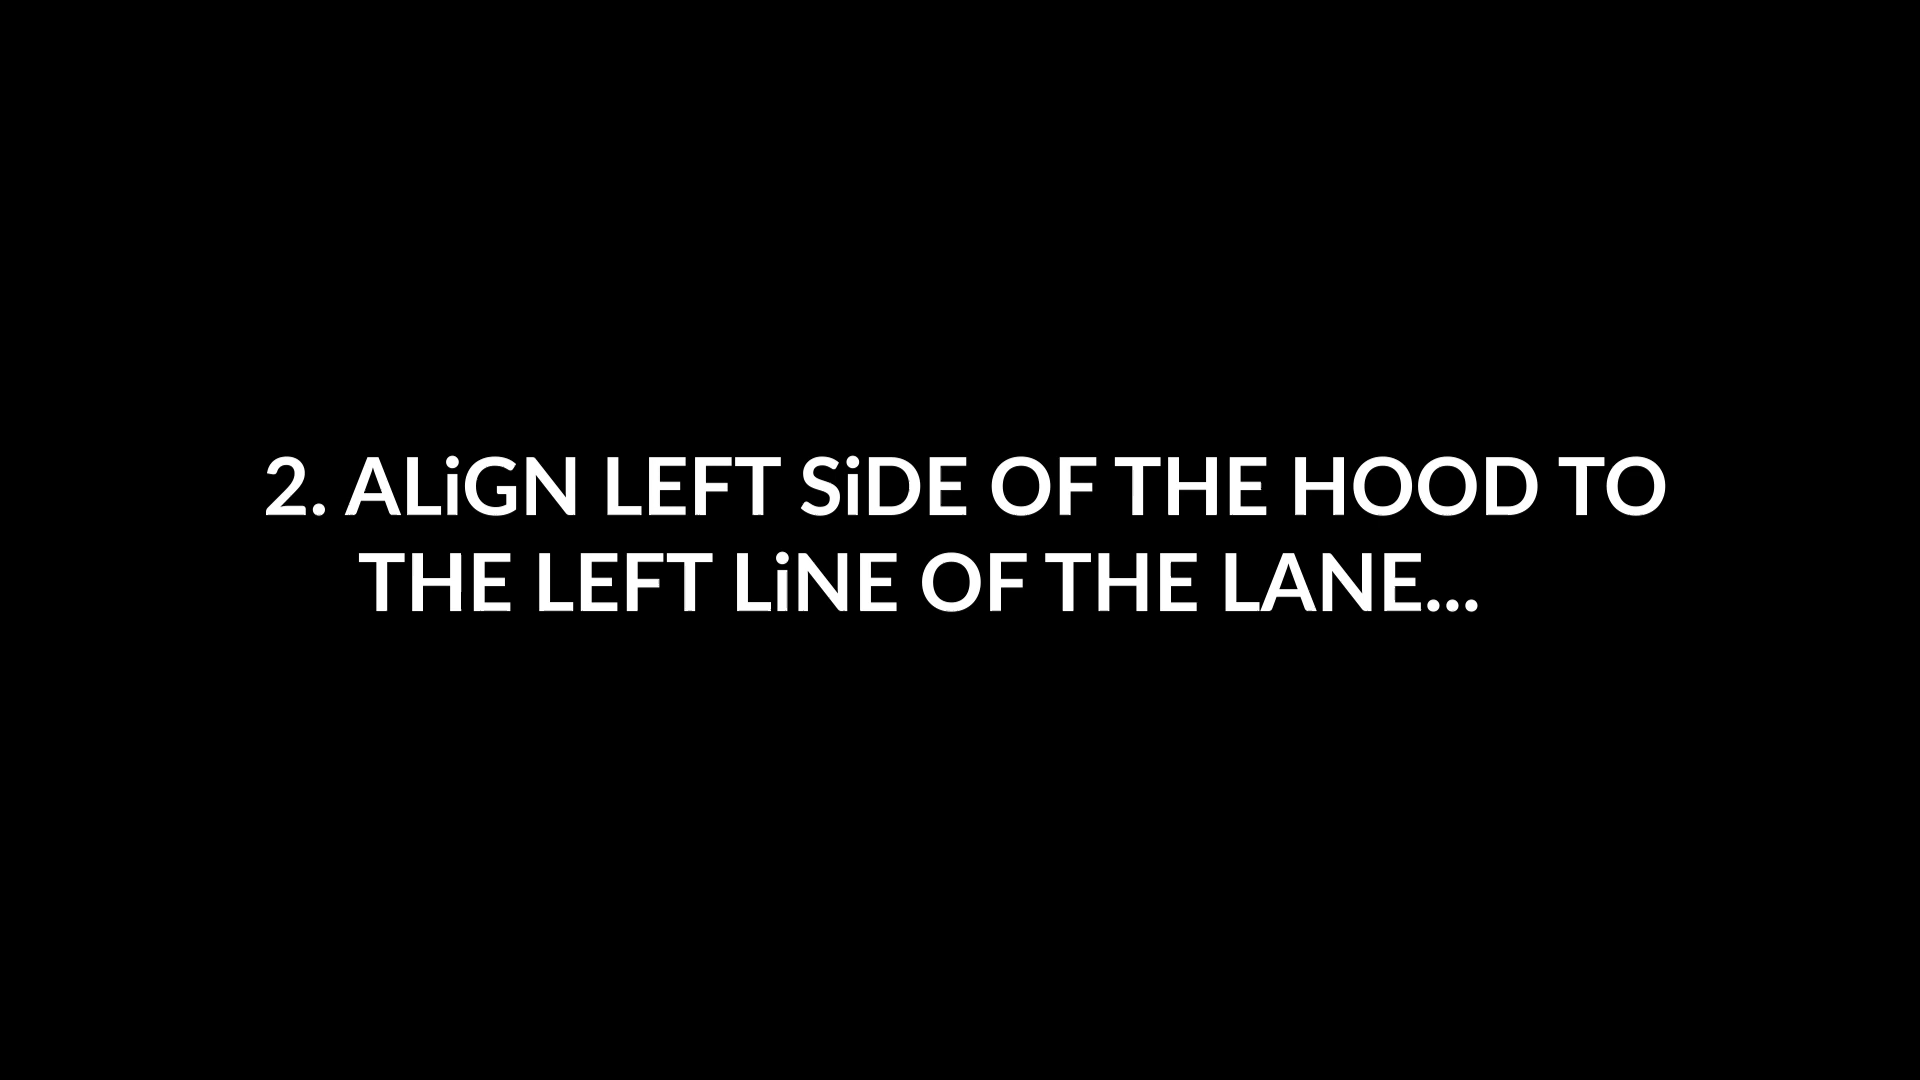 2. ALiGN LEFT SiDE OF THE HOOD TO
THE LEFT LiNE OF THE LANE...